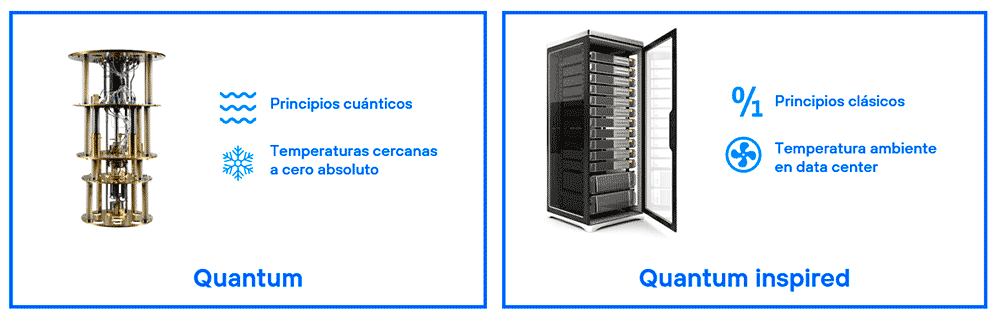 Principios cuánticos
Temperaturas cercanas
a cero absoluto
Quantum
0/1
Principios clásicos
Temperatura ambiente
en data center
Quantum inspired